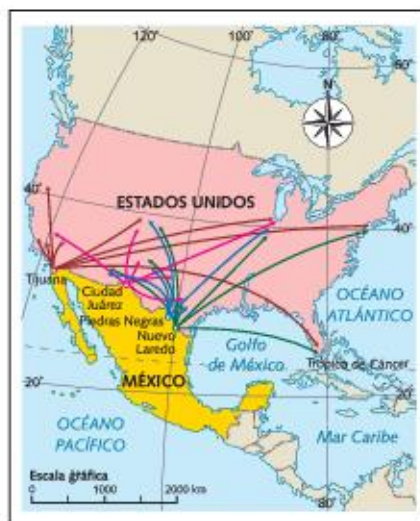 120°
100°
80°
60°
N
40°
ESTADOS UNIDOS
40°
Tijuana
Ciudad
Juárez
Piedras Negras
Nuevo
Laredo
OCÉANO
ATLÁNTICO
Golfo
de México
Trópico de Cáncer
MÉXICO
20°
20°
OCÉANO
PACÍFICO
Mar Caribe
Escala gráfica
0 1000 2000 km
80°